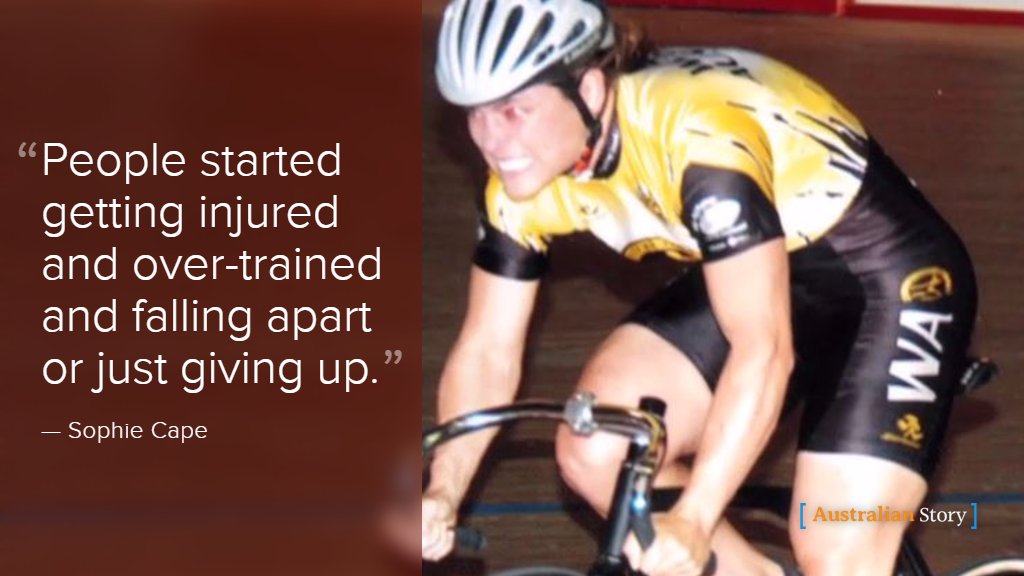 “People started
getting injured
and over-trained
and falling apart
or just giving up.”
— Sophie Cape
WA
[Australian Story]